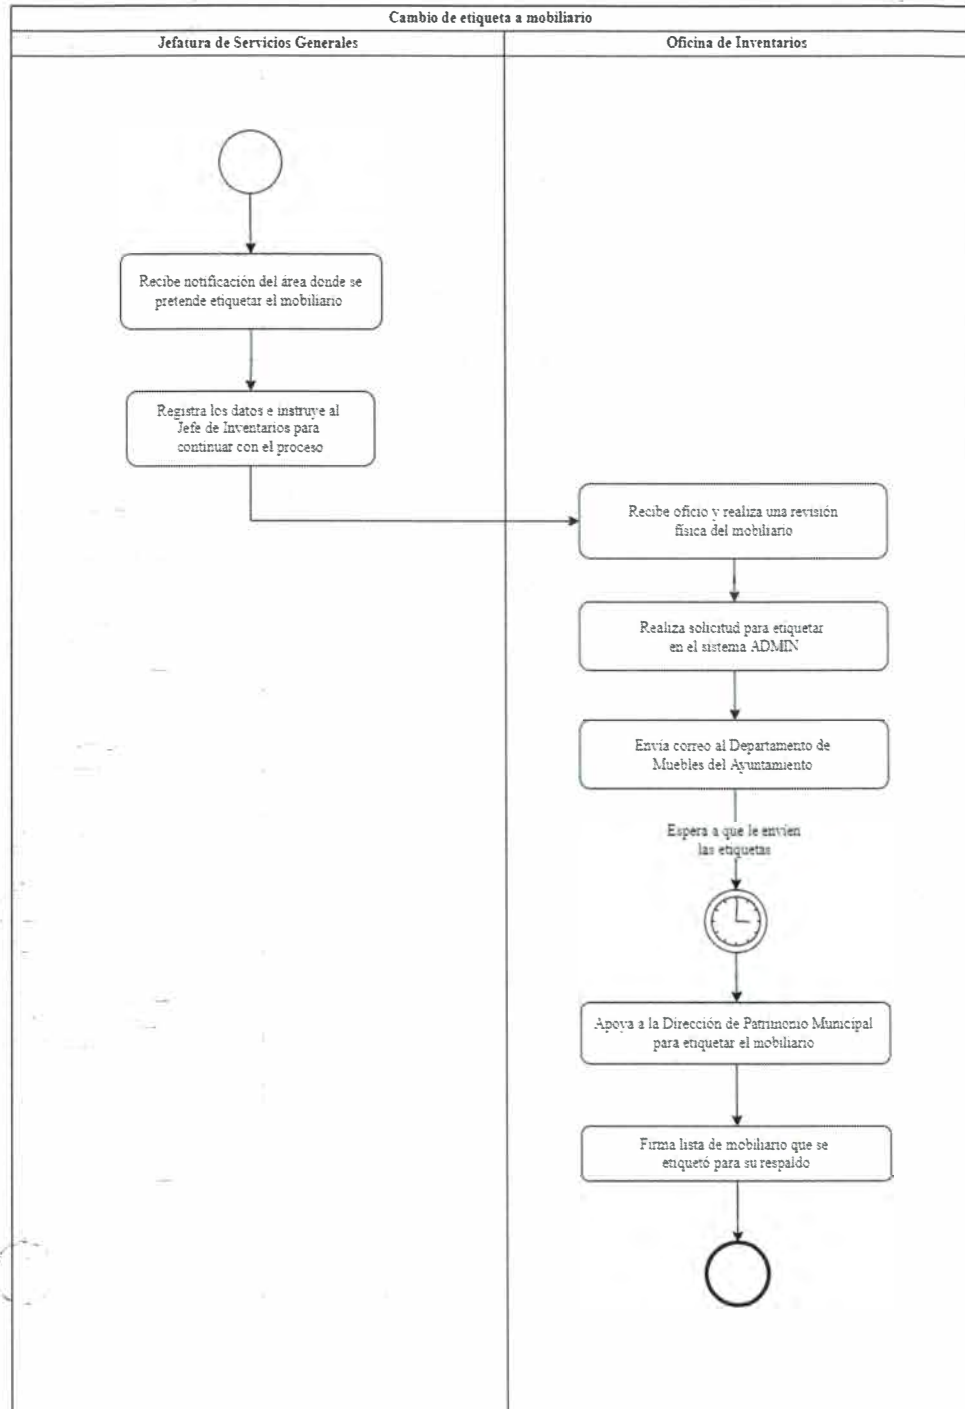 Cambio de etiqueta a mobiliario
Jefatura de Servicios Generales
Oficina de Inventarios
Recibe notificación del área donde se
pretende etiquetar el mobiliario
Registra los datos e instruye al
Jefe de Inventarios para
continuar con el proceso
Recibe oficio y realiza una revisión
física del mobiliario
Realiza solicitud para etiquetar
en el sistema ADMIN
Envía correo al Departamento de
Muebles del Ayuntamiento
Espera a que le envíen
las etiquetas
Apoya a la Dirección de Patrimonio Municipal
para etiquetar el mobiliario
Firma lista de mobiliario que se
etiquetó para su respaldo